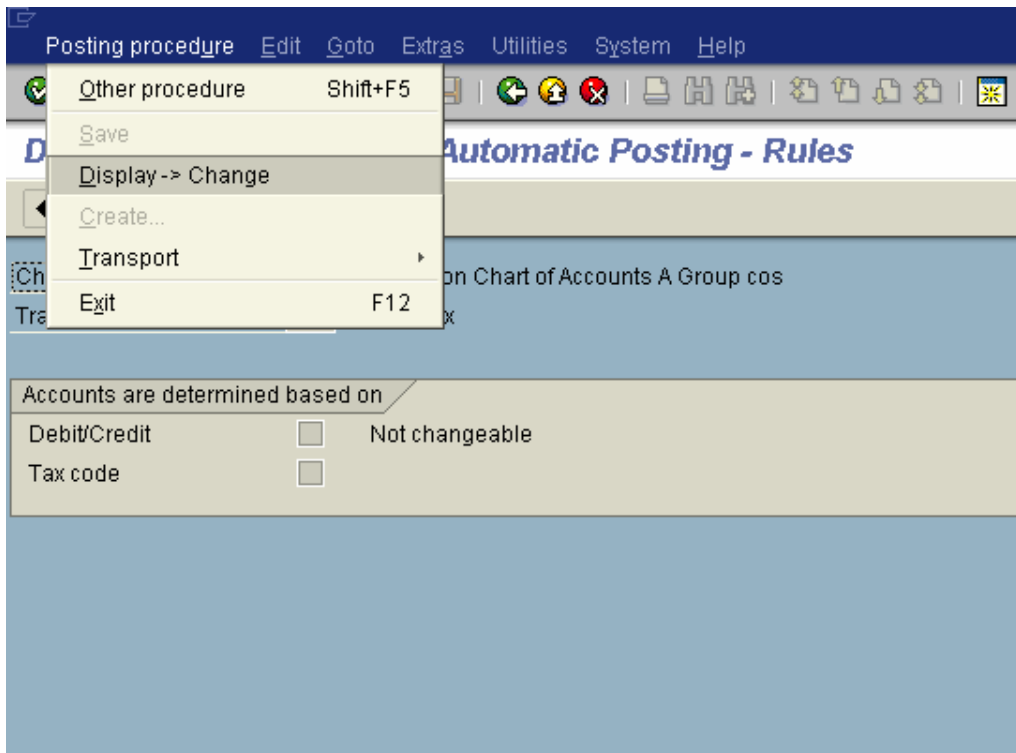 Posting procedure Edit Goto Extras Utilities System Help
Other procedure Shift+F5
Save
Automatic Posting - Rules
Display -> Change
Create...
Transport
Chart of Accounts A Group cos
Exit F12
Accounts are determined based on
Debit/Credit Not changeable
Tax code